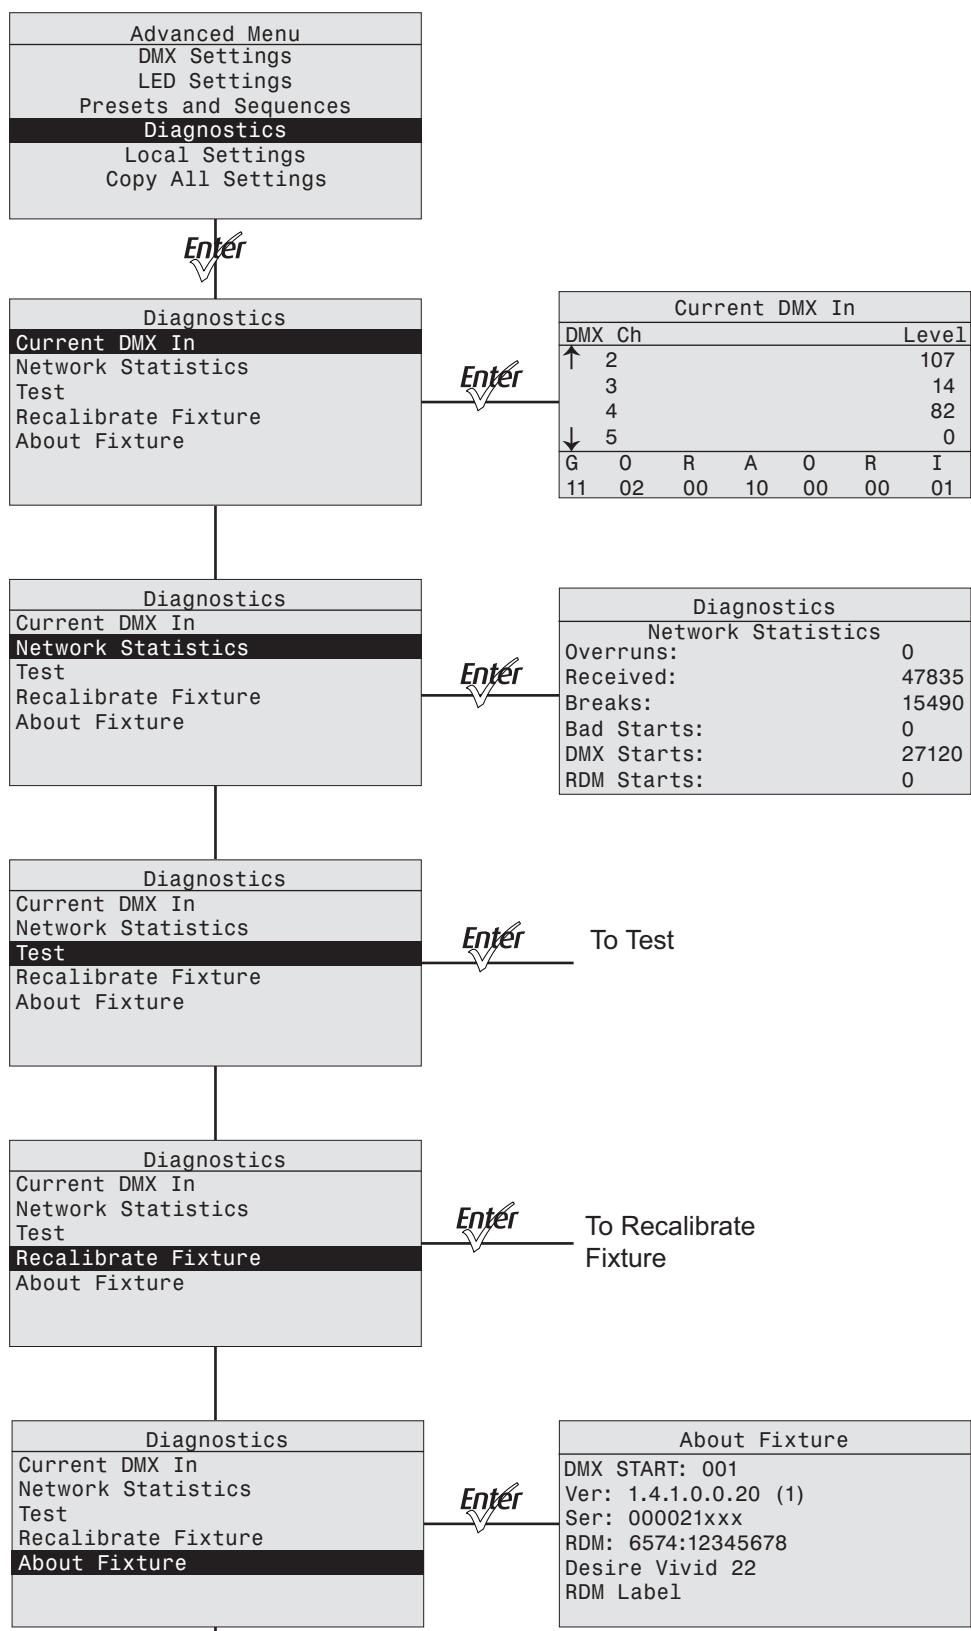 Advanced Menu
DMX Settings
LED Settings
Presets and Sequences
Diagnostics
Local Settings
Copy All Settings
Enter
Diagnostics
Current DMX In
Network Statistics
Test
Recalibrate Fixture
About Fixture
Enter
Current DMX In
DMX Ch Level
2 107
3 14
4 82
5 0
G O R A O R I
11 02 00 10 00 00 01
Diagnostics
Current DMX In
Network Statistics
Test
Recalibrate Fixture
About Fixture
Enter
Diagnostics
Network Statistics
Overruns: 0
Received: 47835
Breaks: 15490
Bad Starts: 0
DMX Starts: 27120
RDM Starts: 0
Diagnostics
Current DMX In
Network Statistics
Test
Recalibrate Fixture
About Fixture
Enter
To Test
Diagnostics
Current DMX In
Network Statistics
Test
Recalibrate Fixture
About Fixture
Enter
To Recalibrate
Fixture
Diagnostics
Current DMX In
Network Statistics
Test
Recalibrate Fixture
About Fixture
Enter
About Fixture
DMX START: 001
Ver: 1.4.1.0.0.20 (1)
Ser: 000021xxx
RDM: 6574:12345678
Desire Vivid 22
RDM Label